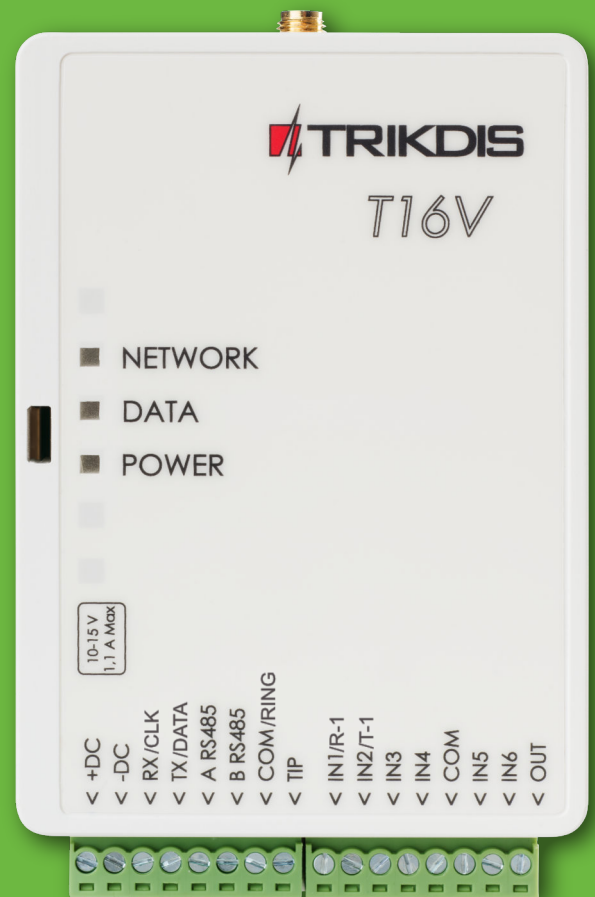 TRIKDIS
T16V
NETWORK
DATA
POWER
10-15 V
1,1 A Max
< +DC
< -DC
< RX/CLK
< TX/DATA
< A RS485
< B RS485
< COM/RING
< TIP
< IN1/R-1
< IN2/T-1
< IN3
< IN4
< COM
< IN5
< IN6
< OUT